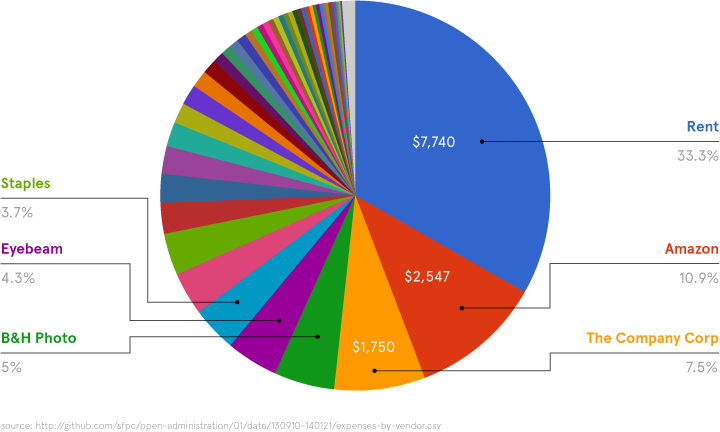 $7,740
Rent
33.3%
Staples
3.7%
Eyebeam
4.3%
Amazon
10.9%
$2,547
B&H Photo
5%
The Company Corp
7.5%
$1,750
source: http://github.com/sfpc/open-administration/01/data/130910-140121/expenses-by-vendor.csv